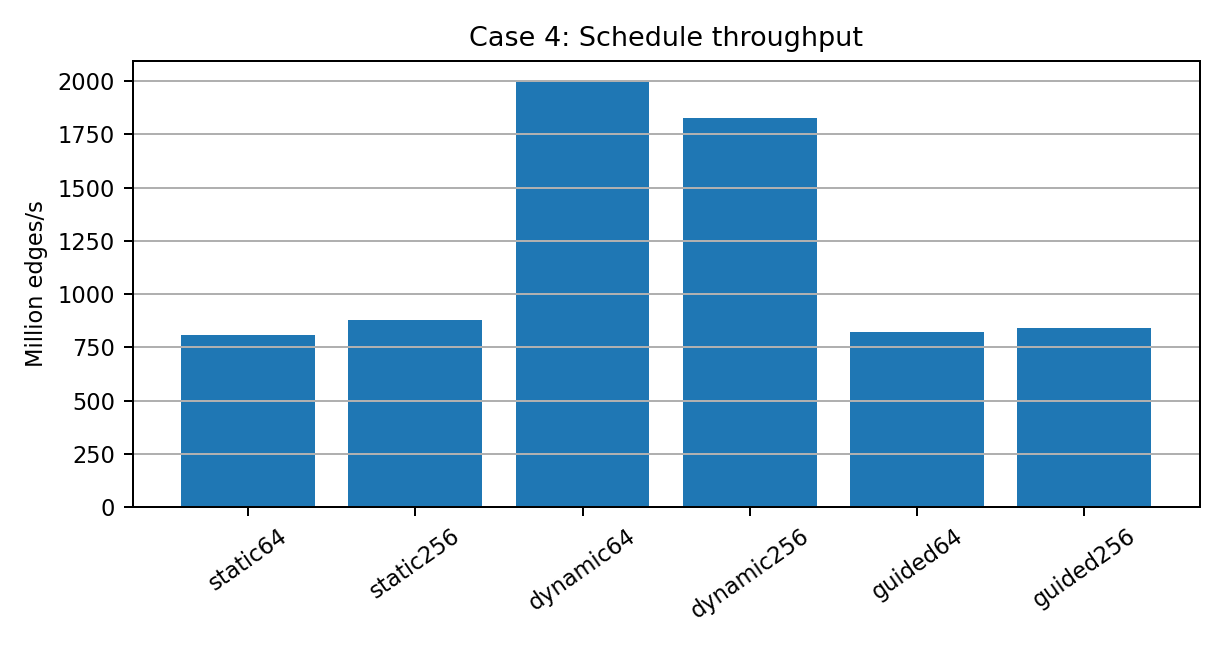 Case 4: Schedule throughput
Million edges/s
2000
1750
1500
1250
1000
750
500
250
0
static64
static256
dynamic64
dynamic256
guided64
guided256